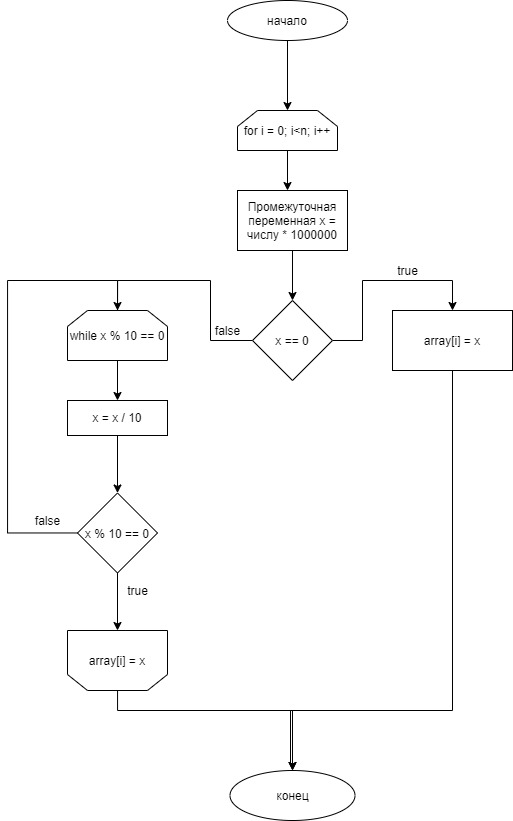 начало
for i = 0; i<n; i++
Промежуточная
переменная x =
числу * 1000000
true
false
x == 0
array[i] = x
while x % 10 == 0
x = x / 10
false
x % 10 == 0
true
array[i] = x
конец